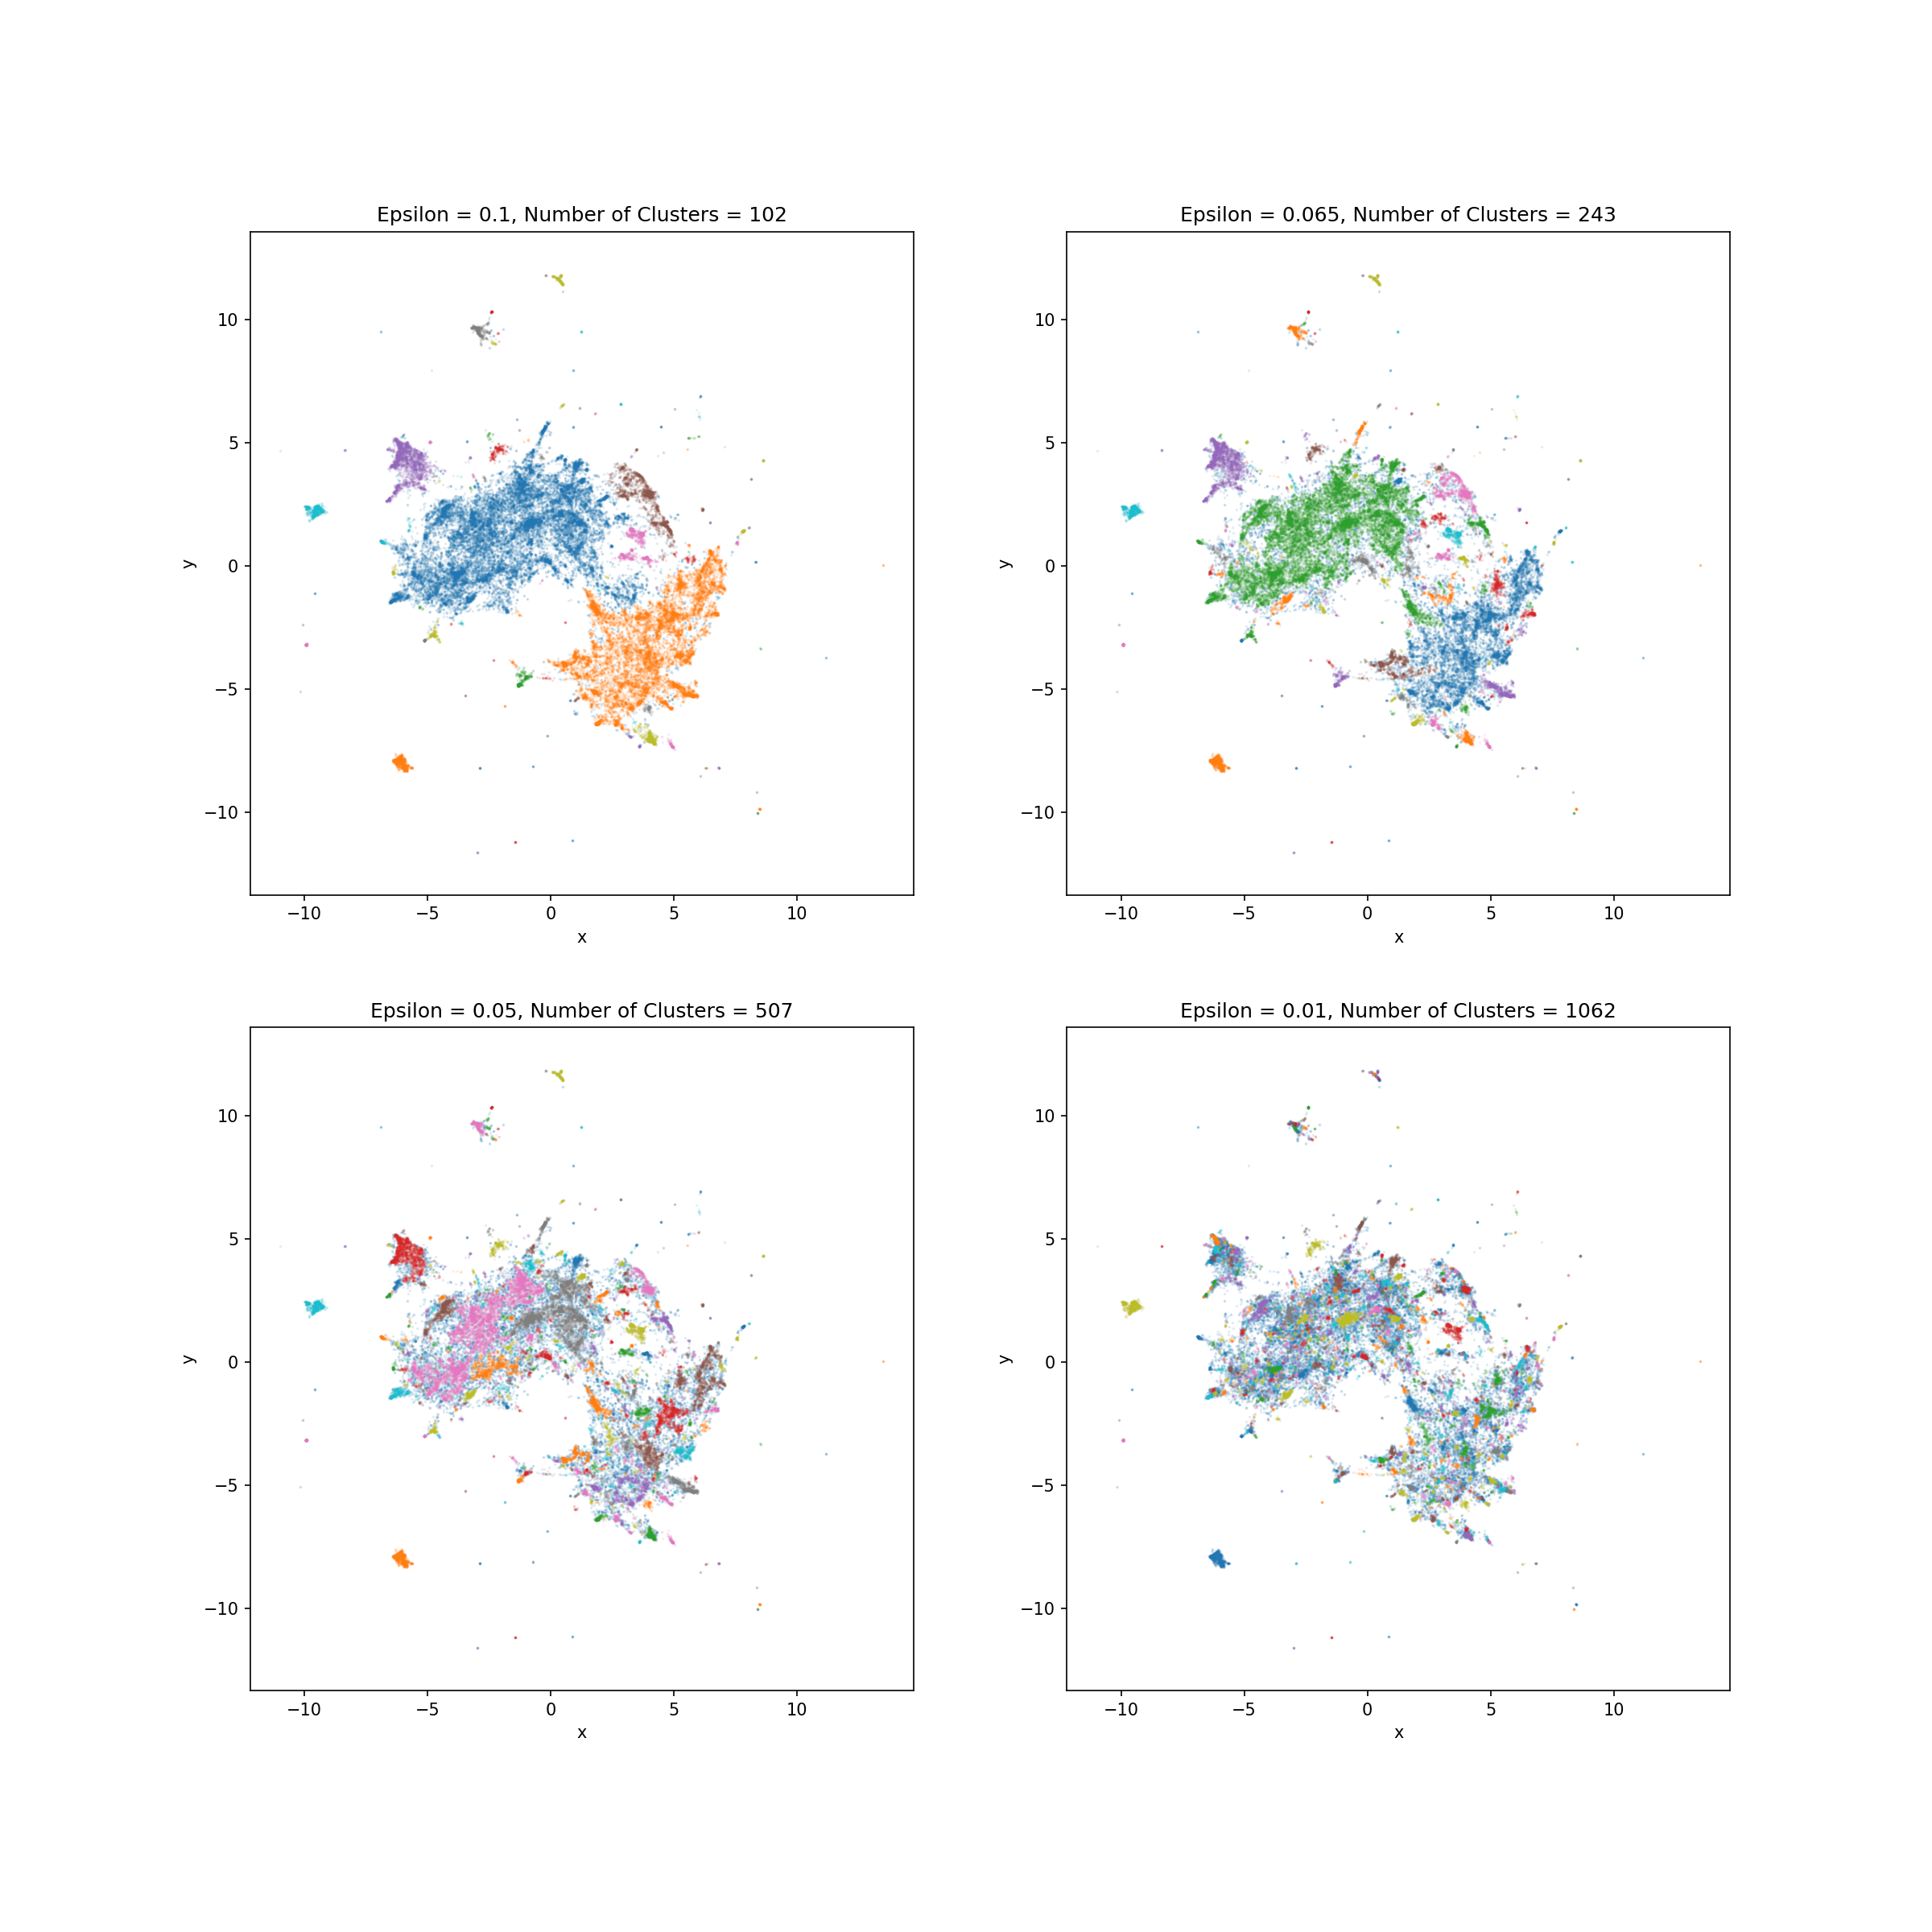 Epsilon = 0.1, Number of Clusters = 102
10
5
0
−5
−10
y
−10 −5 0 5 10
x
Epsilon = 0.065, Number of Clusters = 243
10
5
0
−5
−10
y
−10 −5 0 5 10
x
Epsilon = 0.05, Number of Clusters = 507
10
5
0
−5
−10
y
−10 −5 0 5 10
x
Epsilon = 0.01, Number of Clusters = 1062
10
5
0
−5
−10
y
−10 −5 0 5 10
x